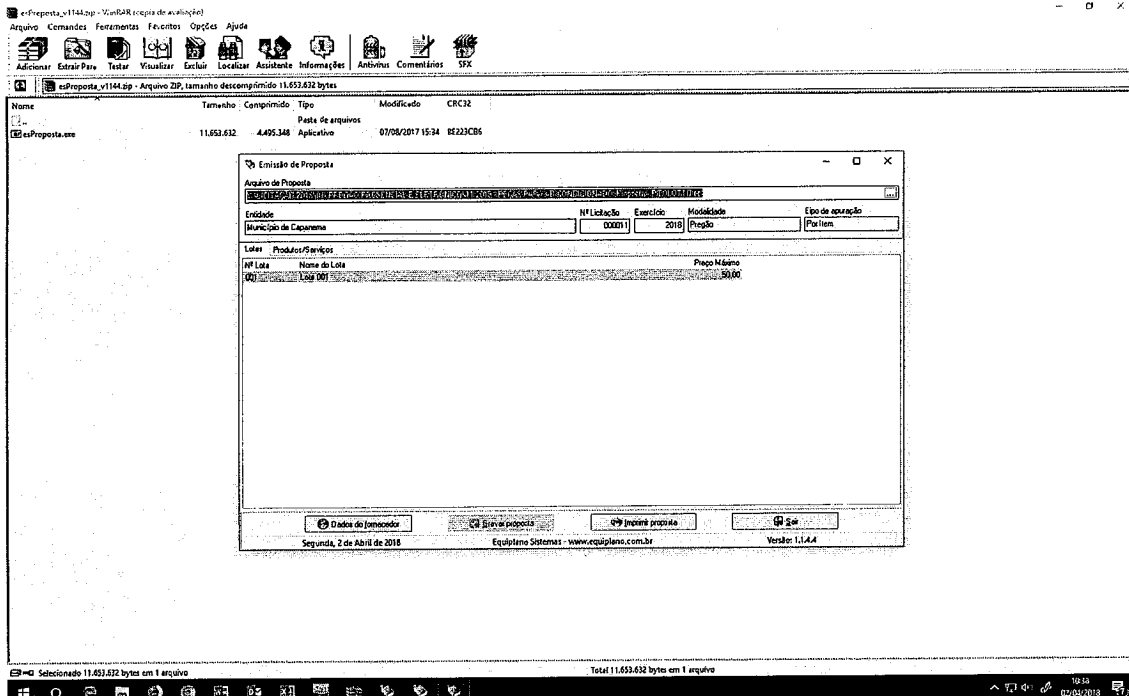 esProposta_v1144.zip - WinRAR (cópia de avaliação)
Arquivo Comandos Ferramentas Favoritos Opções Ajuda
Adicionar Extrair Para Testar Visualizar Excluir Localizar Assistente Informações Antivírus Comentários SFX
esProposta_v1144.zip - Arquivo ZIP, tamanho descomprimido 11.653.632 bytes
Nome Tamanho Comprimido Tipo Modificado CRC32
.. Pasta de arquivos
esProposta.exe 11.653.632 4.495.348 Aplicativo 07/08/2017 15:34 BE223CB6
Emissão de Proposta
Arquivo de Proposta
...
Entidade Nº Licitação Exercício Modalidade Tipo de apuração
Município de Capanema 000011 2018 Pregão Por Item
Lotes Produtos/Serviços
Nº Lote Nome do Lote Preço Máximo
001 Lote 001 50,00
Dados do fornecedor Gravar proposta Imprimir proposta Sair
Segunda, 2 de Abril de 2018 Equiplano Sistemas - www.equiplano.com.br Versão: 1.1.4.4
Selecionado 11.653.632 bytes em 1 arquivo Total 11.653.632 bytes em 1 arquivo
02/04/2018